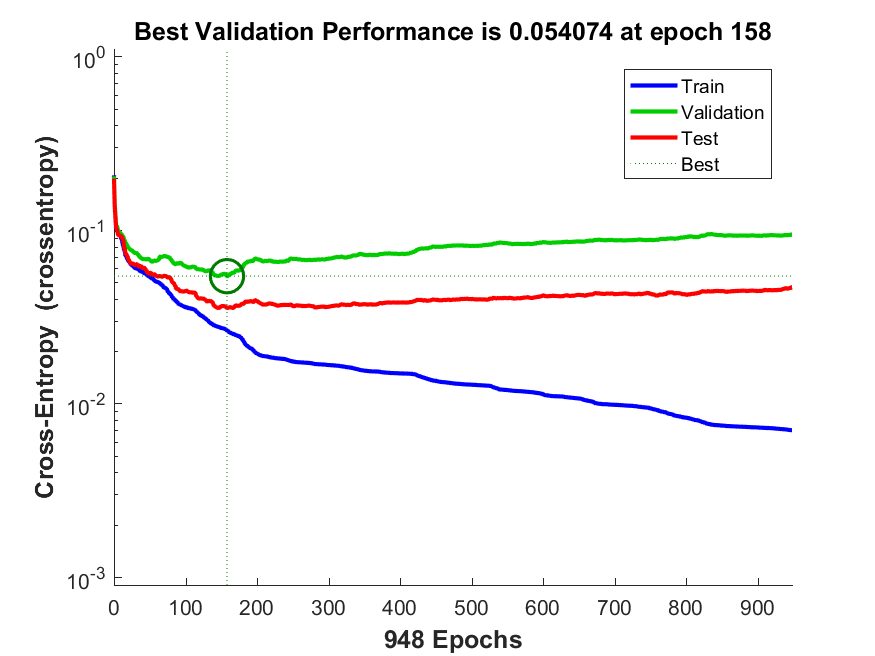 Best Validation Performance is 0.054074 at epoch 158
10^0
10^-1
10^-2
10^-3
Cross-Entropy (crossentropy)
Train
Validation
Test
Best
0 100 200 300 400 500 600 700 800 900
948 Epochs